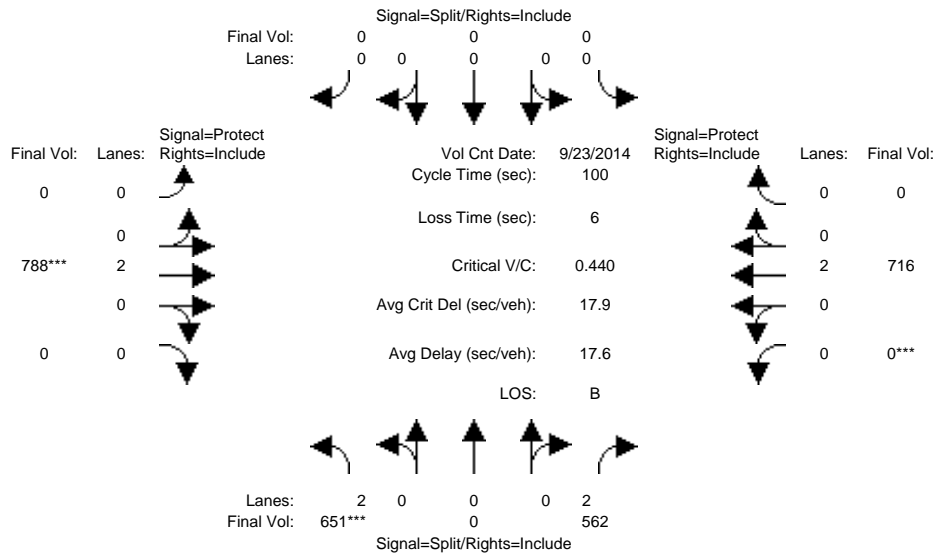 Signal=Split/Rights=Include
Final Vol: 0 0 0
Lanes: 0 0 0 0 0
Signal=Protect
Final Vol: Lanes: Rights=Include
Vol Cnt Date: 9/23/2014
Signal=Protect
Rights=Include Lanes: Final Vol:
Cycle Time (sec): 100
0 0
0 0
Loss Time (sec): 6
0
0
788*** 2
Critical V/C: 0.440
2 716
0
Avg Crit Del (sec/veh): 17.9
0
0 0
Avg Delay (sec/veh): 17.6
0 0***
LOS: B
Lanes: 2 0 0 0 2
Final Vol: 651*** 0 562
Signal=Split/Rights=Include